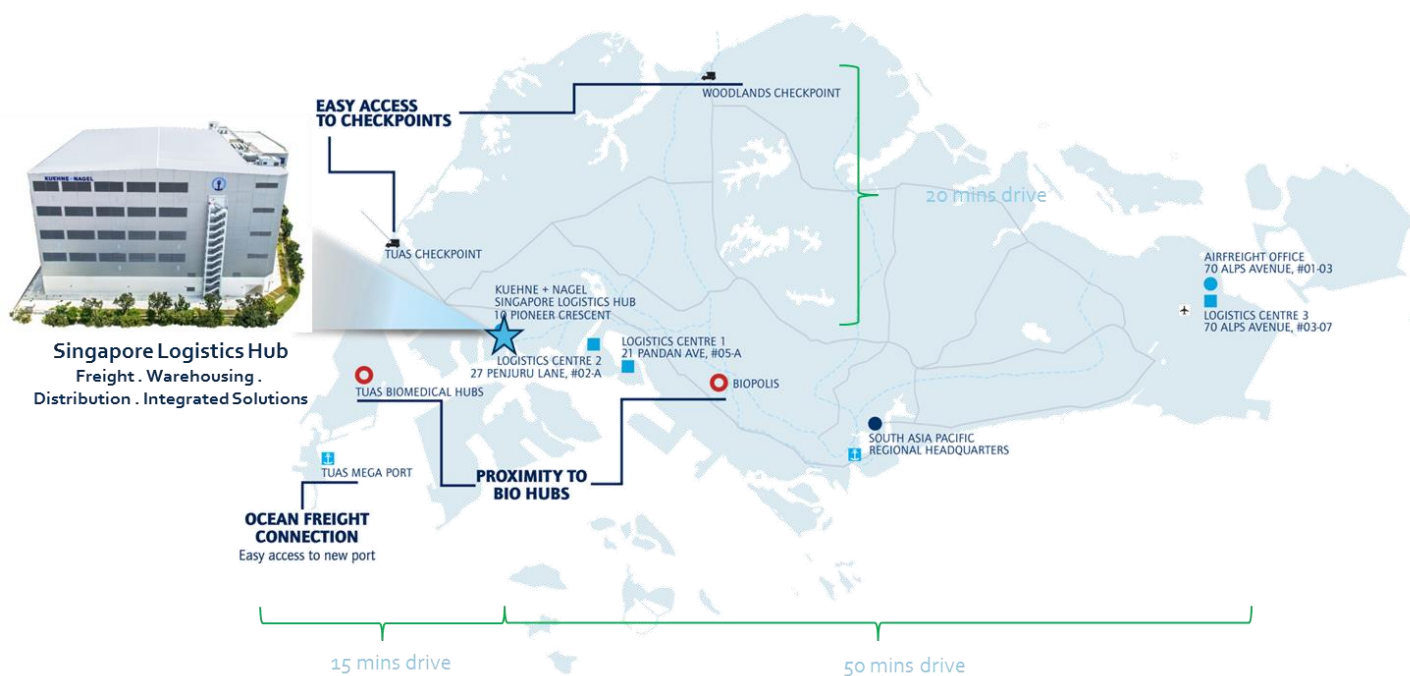 EASY ACCESS
TO CHECKPOINTS
WOODLANDS CHECKPOINT
KUEHNE+NAGEL
20 mins drive
TUAS CHECKPOINT
AIRFREIGHT OFFICE
70 ALPS AVENUE, #01-03
KUEHNE + NAGEL
SINGAPORE LOGISTICS HUB
10 PIONEER CRESCENT
LOGISTICS CENTRE 3
70 ALPS AVENUE, #03-07
Singapore Logistics Hub
Freight . Warehousing .
Distribution . Integrated Solutions
LOGISTICS CENTRE 1
21 PANDAN AVE, #05-A
LOGISTICS CENTRE 2
27 PENJURU LANE, #02-A
TUAS BIOMEDICAL HUBS
BIOPOLIS
SOUTH ASIA PACIFIC
REGIONAL HEADQUARTERS
TUAS MEGA PORT
PROXIMITY TO
BIO HUBS
OCEAN FREIGHT
CONNECTION
Easy access to new port
15 mins drive
50 mins drive